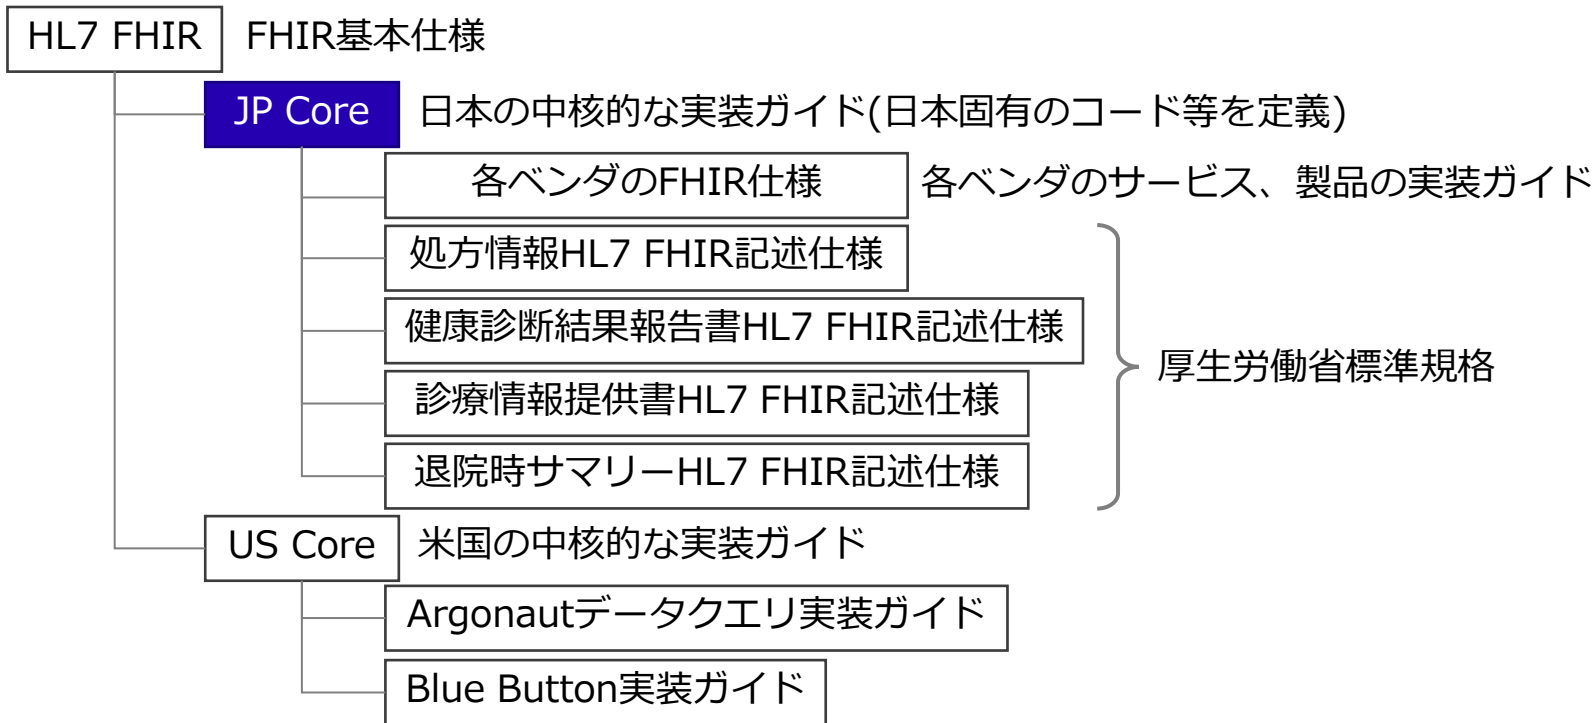 HL7 FHIR FHIR基本仕様
JP Core 日本の中核的な実装ガイド(日本固有のコード等を定義)
各ベンダのFHIR仕様 各ベンダのサービス、製品の実装ガイド
処方情報HL7 FHIR記述仕様
健康診断結果報告書HL7 FHIR記述仕様
厚生労働省標準規格
診療情報提供書HL7 FHIR記述仕様
退院時サマリーHL7 FHIR記述仕様
US Core 米国の中核的な実装ガイド
Argonautデータクエリ実装ガイド
Blue Button実装ガイド